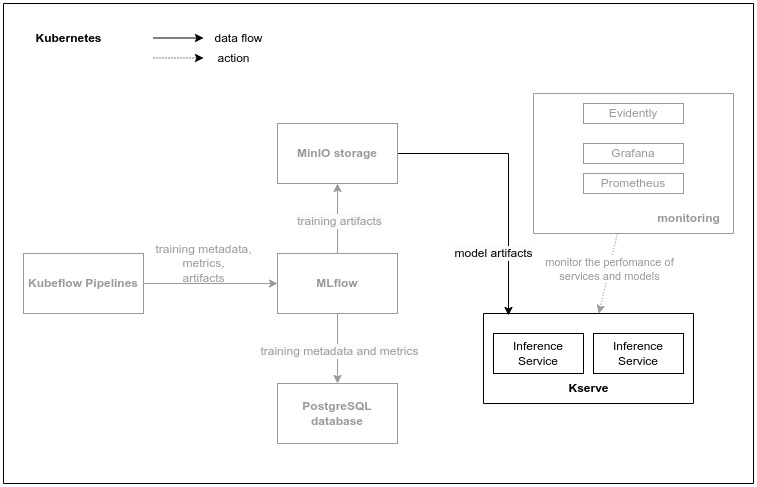 Kubernetes
data flow
action
Evidently
Grafana
Prometheus
monitoring
MinIO storage
training artifacts
model artifacts
monitor the perfomance of
services and models
training metadata,
metrics,
artifacts
Kubeflow Pipelines
MLflow
training metadata and metrics
Inference
Service
Inference
Service
Kserve
PostgreSQL
database